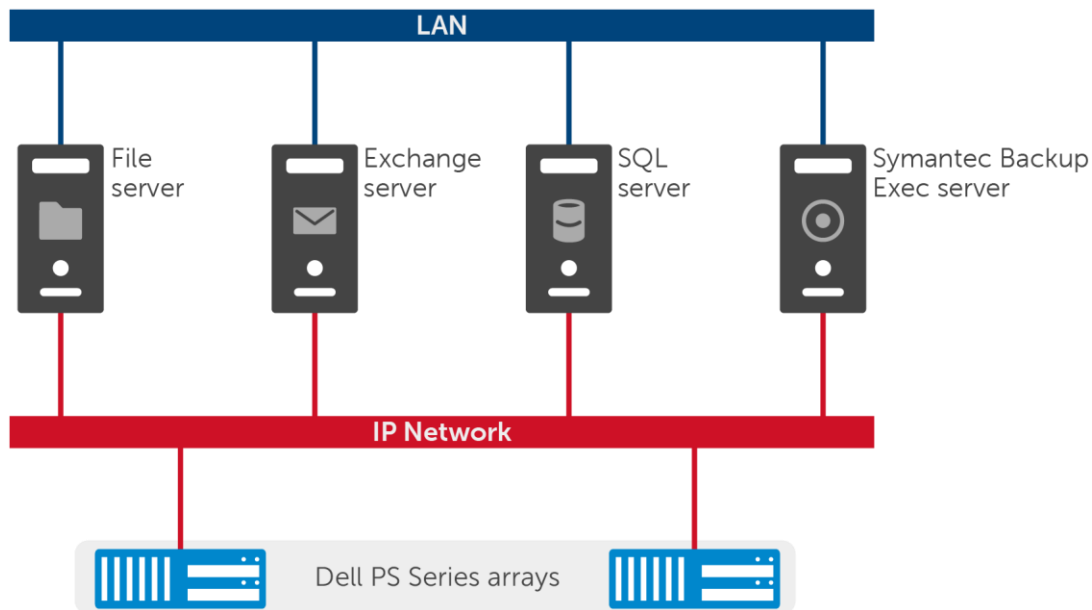 LAN
File
server
Exchange
server
SQL
server
Symantec Backup
Exec server
IP Network
Dell PS Series arrays